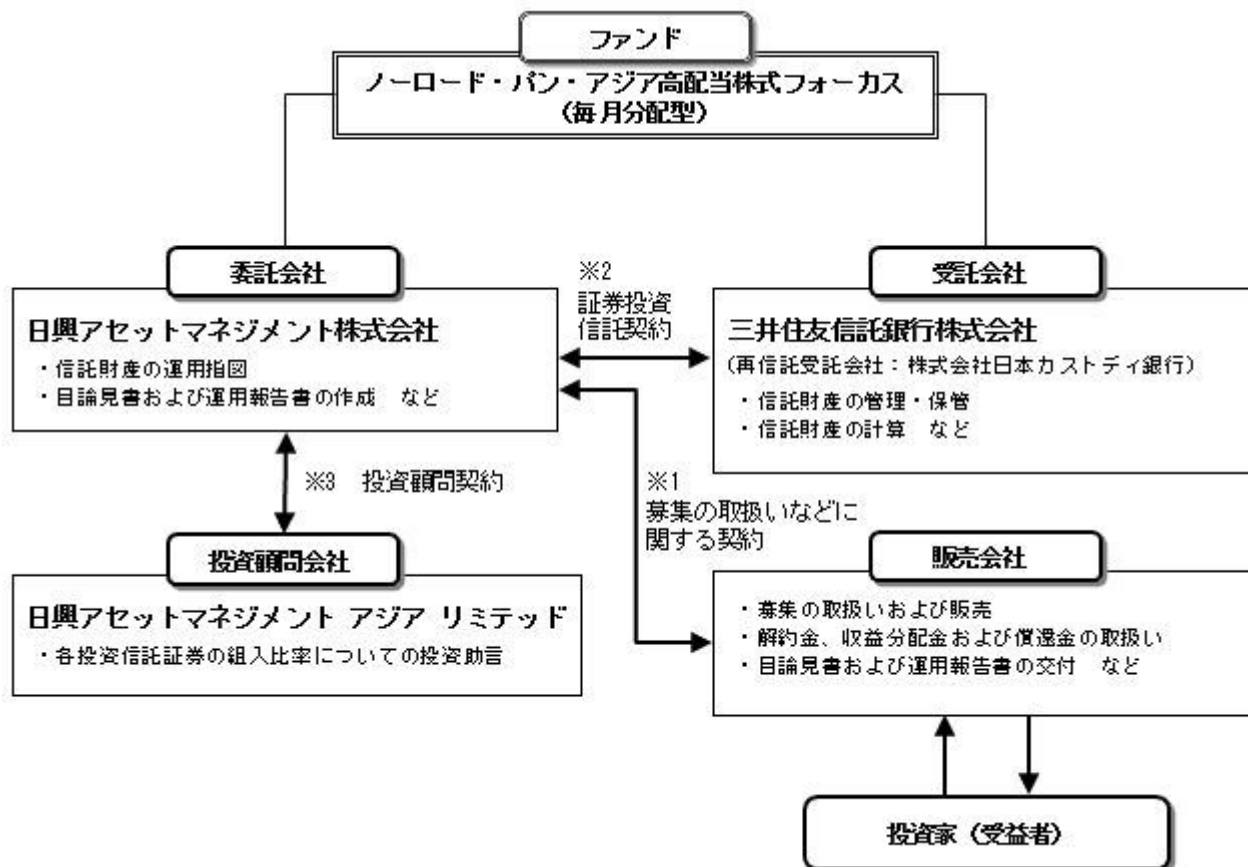 ファンド
ノーロード・パン・アジア高配当株式フォーカス
(毎月分配型)
委託会社
日興アセットマネジメント株式会社
・信託財産の運用指図
・目論見書および運用報告書の作成　など
※2
証券投資
信託契約
受託会社
三井住友信託銀行株式会社
(再信託受託会社：株式会社日本カストディ銀行)
・信託財産の管理・保管
・信託財産の計算　など
※3　投資顧問契約
※1
募集の取扱いなどに
関する契約
投資顧問会社
日興アセットマネジメント アジア リミテッド
・各投資信託証券の組入比率についての投資助言
販売会社
・募集の取扱いおよび販売
・解約金、収益分配金および償還金の取扱い
・目論見書および運用報告書の交付　など
投資家（受益者）